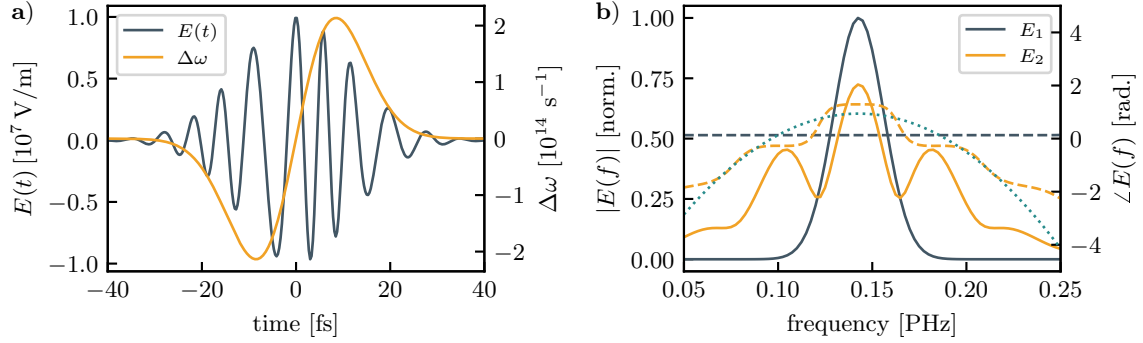 a)
E(t) [10⁷ V/m]
1.0
0.5
0.0
−0.5
−1.0
E(t)
Δω
2
1
0
−1
−2
Δω [10¹⁴ s⁻¹]
−40 −20 0 20 40
time [fs]
b)
|E(f)| [norm.]
1.00
0.75
0.50
0.25
0.00
E₁
E₂
4
2
0
−2
−4
∠E(f) [rad.]
0.05 0.10 0.15 0.20 0.25
frequency [PHz]